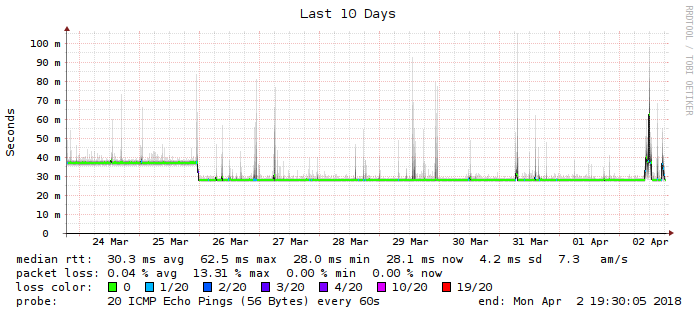 Last 10 Days
RRDTOOL / TOBI OETIKER
Seconds
100 m
90 m
80 m
70 m
60 m
50 m
40 m
30 m
20 m
10 m
0
24 Mar 25 Mar 26 Mar 27 Mar 28 Mar 29 Mar 30 Mar 31 Mar 01 Apr 02 Apr
median rtt: 30.3 ms avg 62.5 ms max 28.0 ms min 28.1 ms now 4.2 ms sd 7.3 am/s
packet loss: 0.04 % avg 13.31 % max 0.00 % min 0.00 % now
loss color: 0 1/20 2/20 3/20 4/20 10/20 19/20
probe: 20 ICMP Echo Pings (56 Bytes) every 60s end: Mon Apr 2 19:30:05 2018